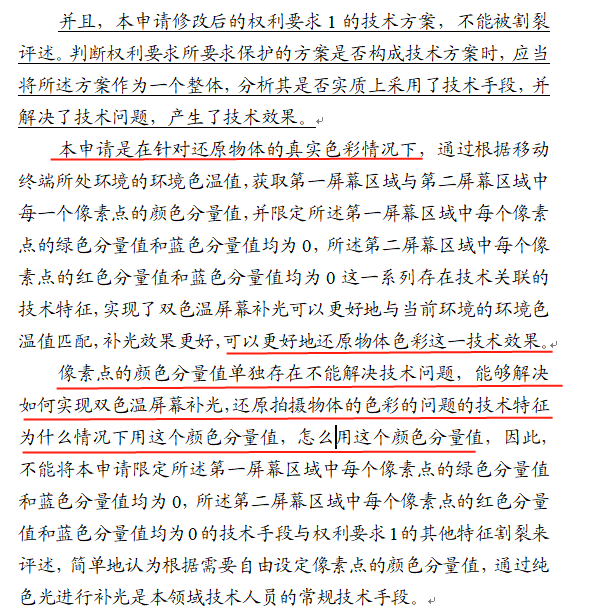 并且，本申请修改后的权利要求 1 的技术方案，不能被割裂
评述。判断权利要求所要求保护的方案是否构成技术方案时，应当
将所述方案作为一个整体，分析其是否实质上采用了技术手段，并
解决了技术问题，产生了技术效果。
本申请是在针对还原物体的真实色彩情况下，通过根据移动
终端所处环境的环境色温值，获取第一屏幕区域与第二屏幕区域中
每一个像素点的颜色分量值，并限定所述第一屏幕区域中每个像素
点的绿色分量值和蓝色分量值均为 0，所述第二屏幕区域中每个像
素点的红色分量值和蓝色分量值均为 0 这一系列存在技术关联的
技术特征，实现了双色温屏幕补光可以更好地与当前环境的环境色
温值匹配，补光效果更好，可以更好地还原物体色彩这一技术效果。
像素点的颜色分量值单独存在不能解决技术问题，能够解决
如何实现双色温屏幕补光，还原拍摄物体的色彩的问题的技术特征
为什么情况下用这个颜色分量值，怎么用这个颜色分量值，因此，
不能将本申请限定所述第一屏幕区域中每个像素点的绿色分量值
和蓝色分量值均为 0，所述第二屏幕区域中每个像素点的红色分量
值和蓝色分量值均为 0 的技术手段与权利要求 1 的其他特征割裂来
评述，简单地认为根据需要自由设定像素点的颜色分量值，通过纯
色光进行补光是本领域技术人员的常规技术手段。